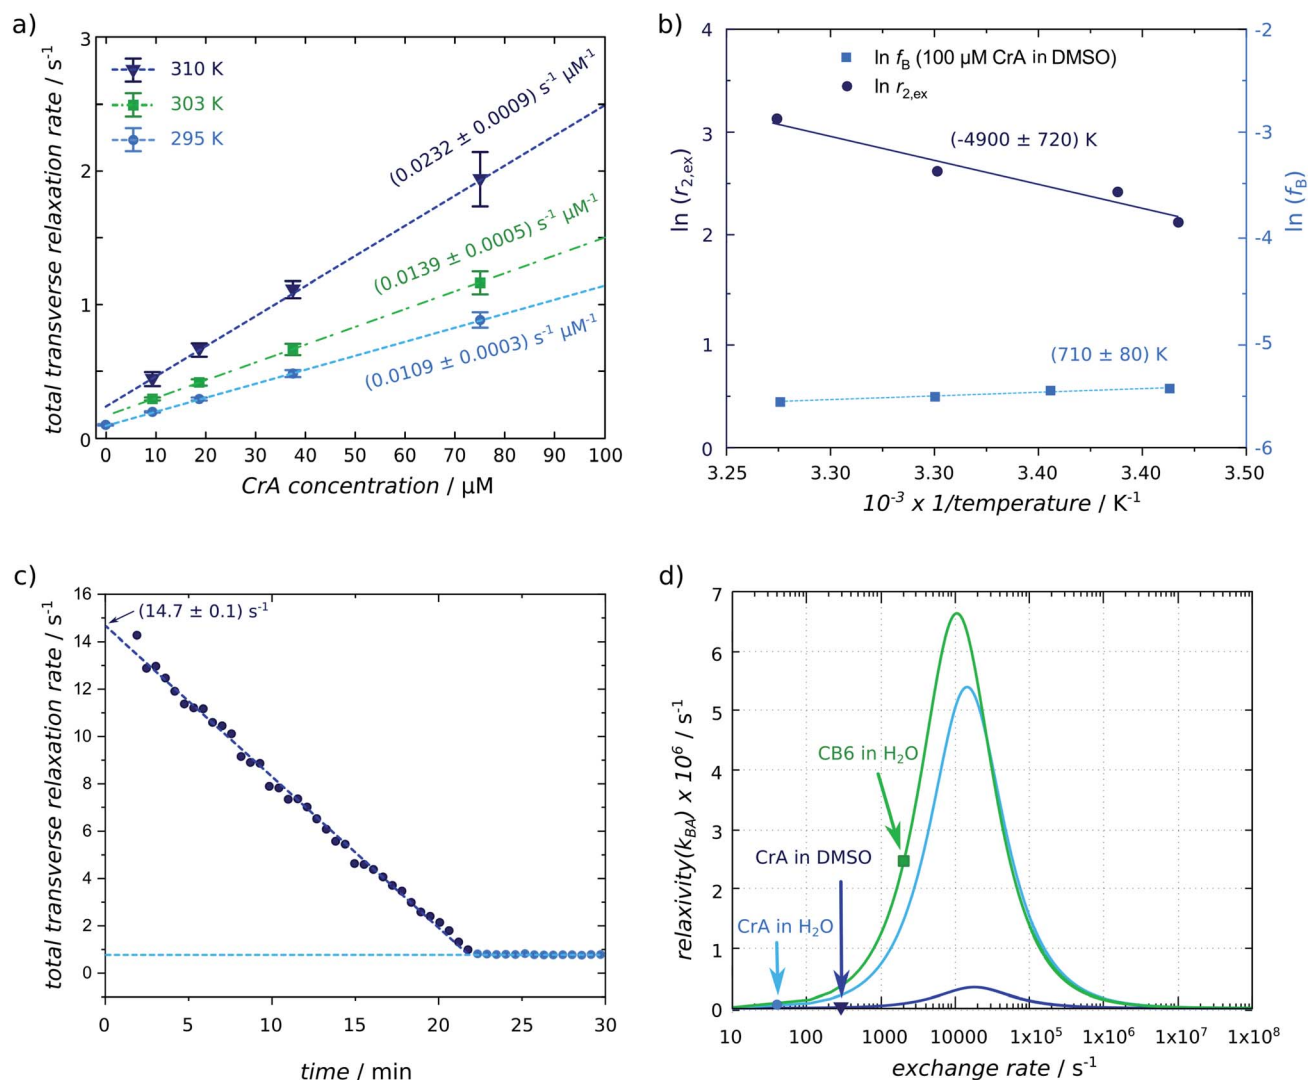 a)
total transverse relaxation rate / s⁻¹
3
2
1
0
310 K
303 K
295 K
(0.0232 ± 0.0009) s⁻¹ µM⁻¹
(0.0139 ± 0.0005) s⁻¹ µM⁻¹
(0.0109 ± 0.0003) s⁻¹ µM⁻¹
0 10 20 30 40 50 60 70 80 90 100
CrA concentration / µM
b)
ln (r2,ex)
4
3
2
1
0
ln fB (100 µM CrA in DMSO)
ln r2,ex
(-4900 ± 720) K
(710 ± 80) K
-2
-3
-4
-5
-6
ln (fB)
3.25 3.30 3.30 3.40 3.40 3.50
10⁻³ x 1/temperature / K⁻¹
c)
total transverse relaxation rate / s⁻¹
16
14
12
10
8
6
4
2
0
(14.7 ± 0.1) s⁻¹
0 5 10 15 20 25 30
time / min
d)
relaxivity(kBA) x 10⁶ / s⁻¹
7
6
5
4
3
2
1
0
CB6 in H₂O
CrA in DMSO
CrA in H₂O
10 100 1000 10000 1x10⁵ 1x10⁶ 1x10⁷ 1x10⁸
exchange rate / s⁻¹